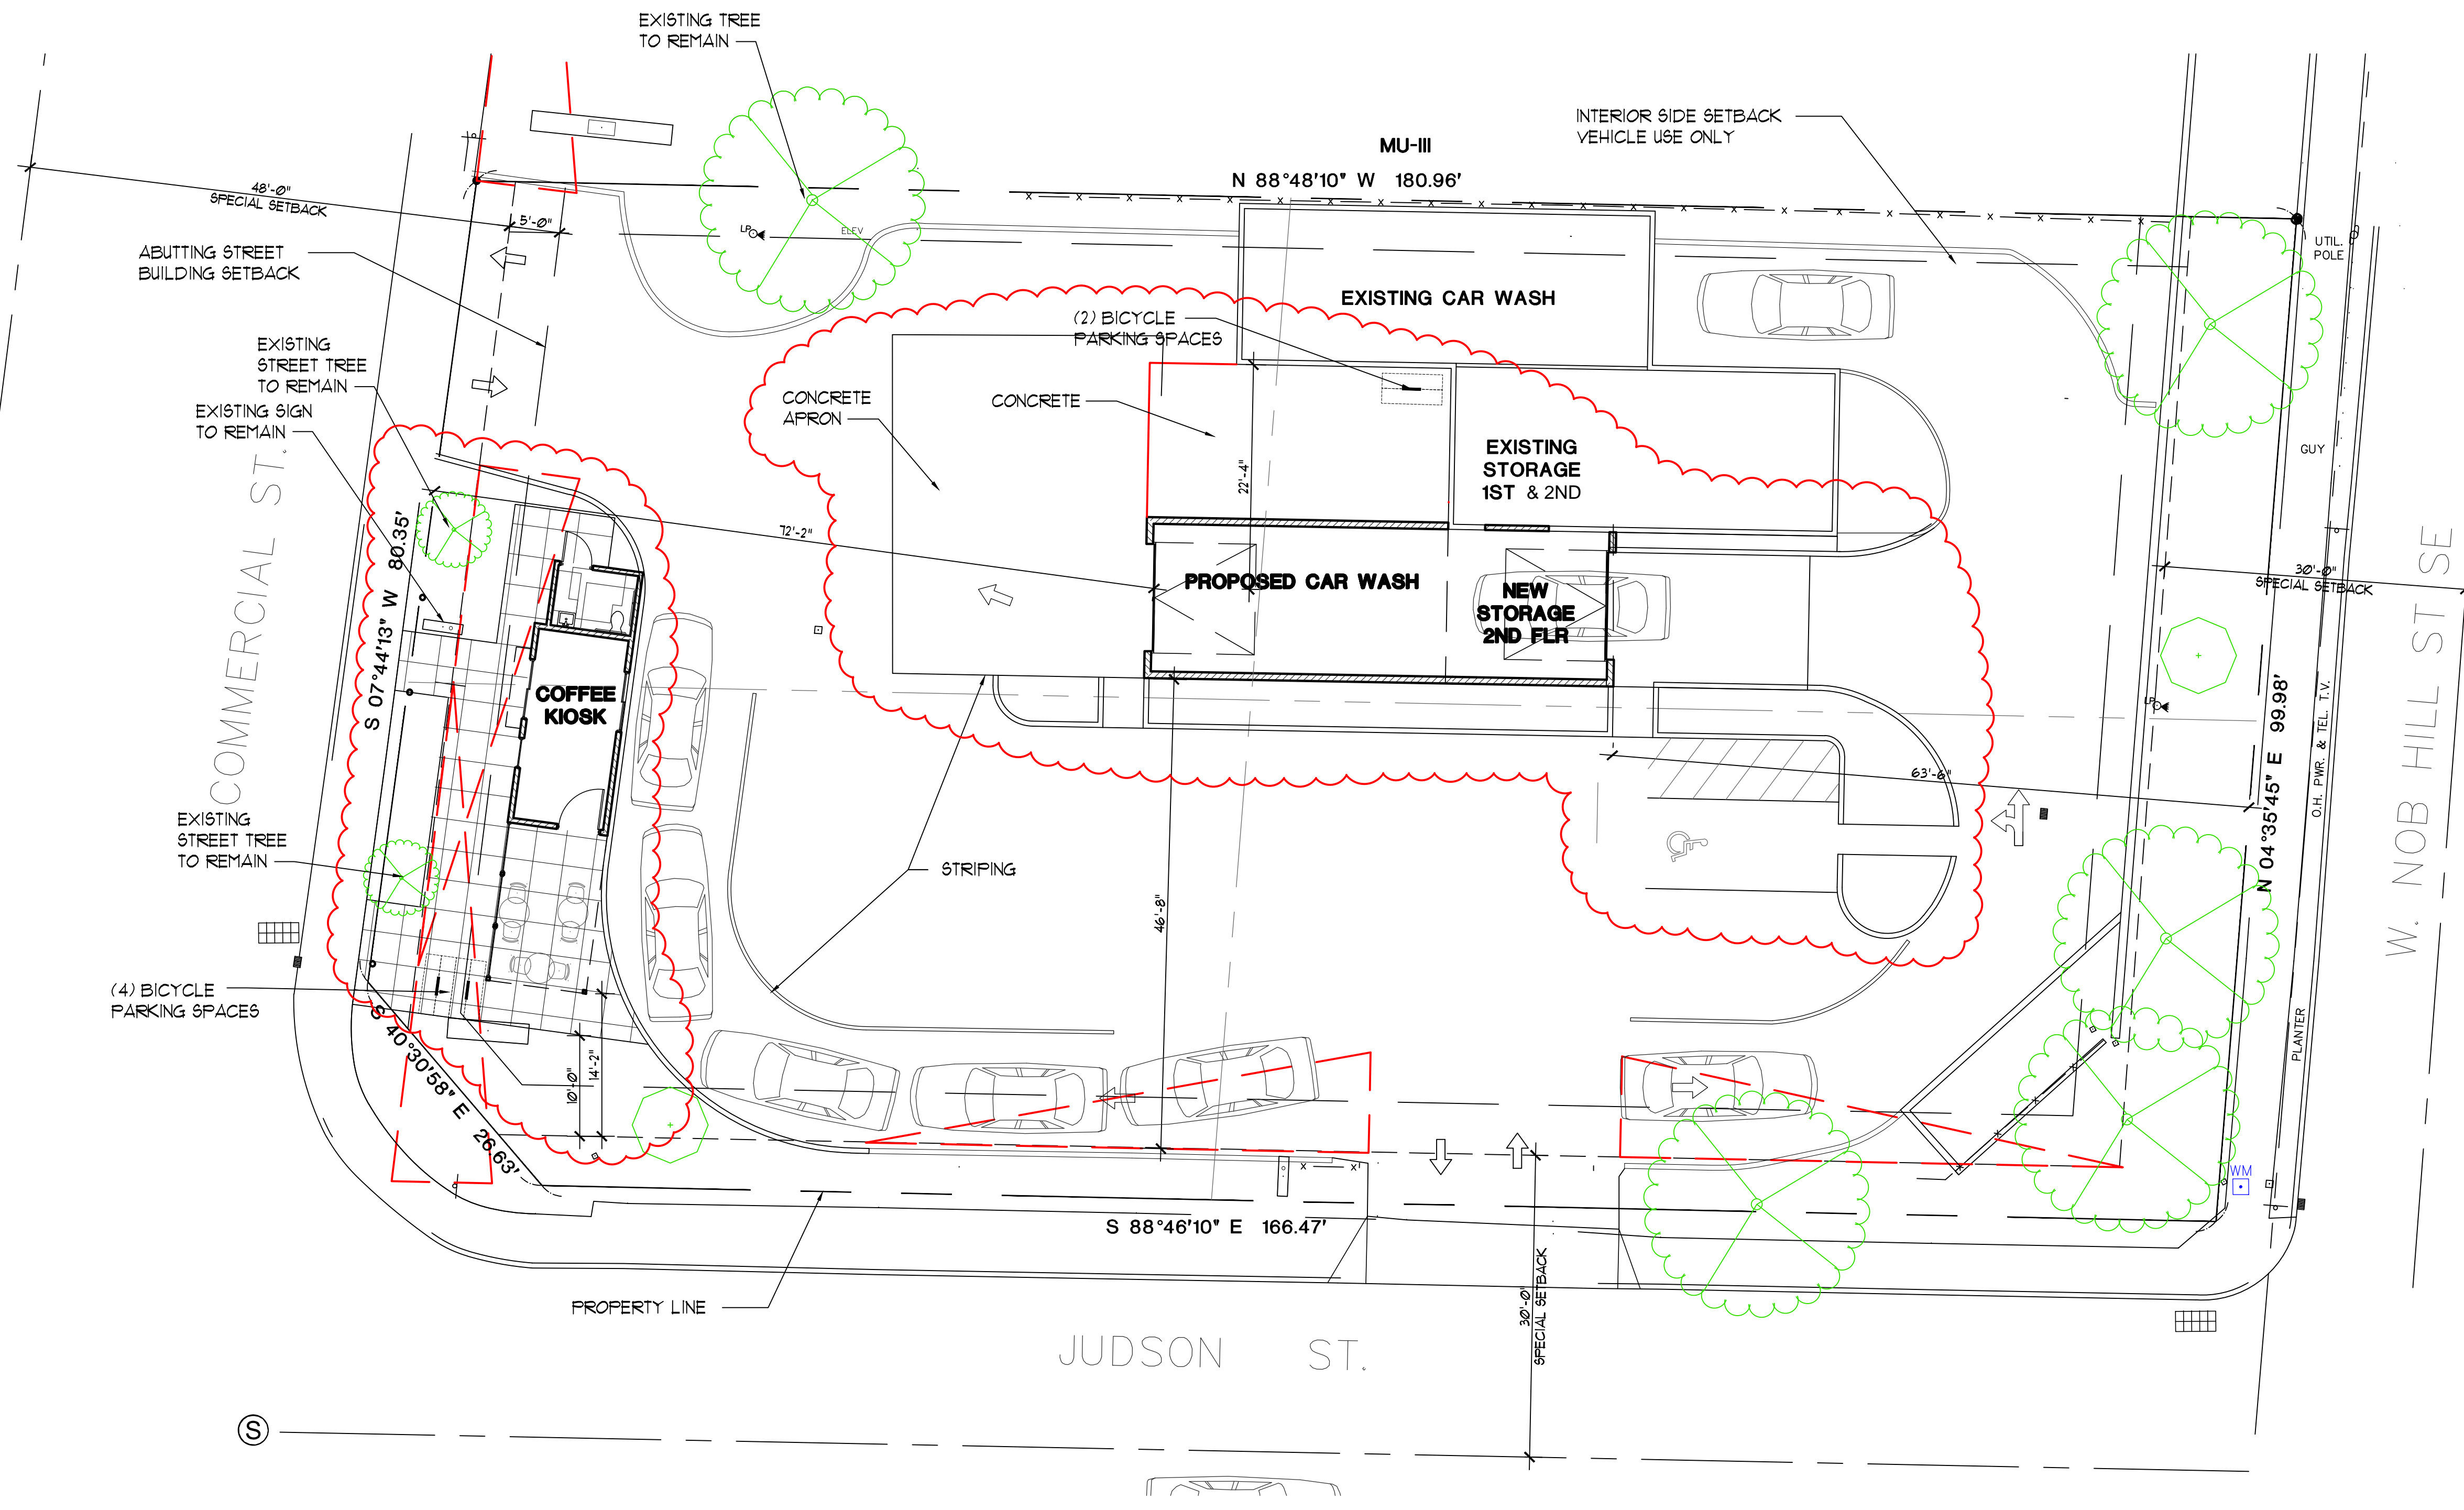 EXISTING TREE
TO REMAIN
INTERIOR SIDE SETBACK
VEHICLE USE ONLY
MU-III
N 88°48'10" W 180.96'
48'-0"
SPECIAL SETBACK
5'-0"
LP
ELEV
UTIL.
POLE
ABUTTING STREET
BUILDING SETBACK
EXISTING CAR WASH
(2) BICYCLE
PARKING SPACES
EXISTING
STREET TREE
TO REMAIN
EXISTING SIGN
TO REMAIN
CONCRETE
APRON
CONCRETE
EXISTING
STORAGE
1ST & 2ND
GUY
22'-4"
COMMERCIAL ST.
S 07°44'13" W 80.35'
72'-2"
PROPOSED CAR WASH
NEW
STORAGE
2ND FLR
30'-0"
SPECIAL SETBACK
W. NOB HILL ST SE
COFFEE
KIOSK
LP
N 04°35'45" E 99.98'
O.H. PWR. & TEL. T.V.
63'-6"
EXISTING
STREET TREE
TO REMAIN
STRIPING
46'-8"
(4) BICYCLE
PARKING SPACES
S 40°30'58" E 26.63'
10'-0"
14'-2"
PLANTER
WM
S 88°46'10" E 166.47'
30'-0"
SPECIAL SETBACK
PROPERTY LINE
JUDSON ST.
S